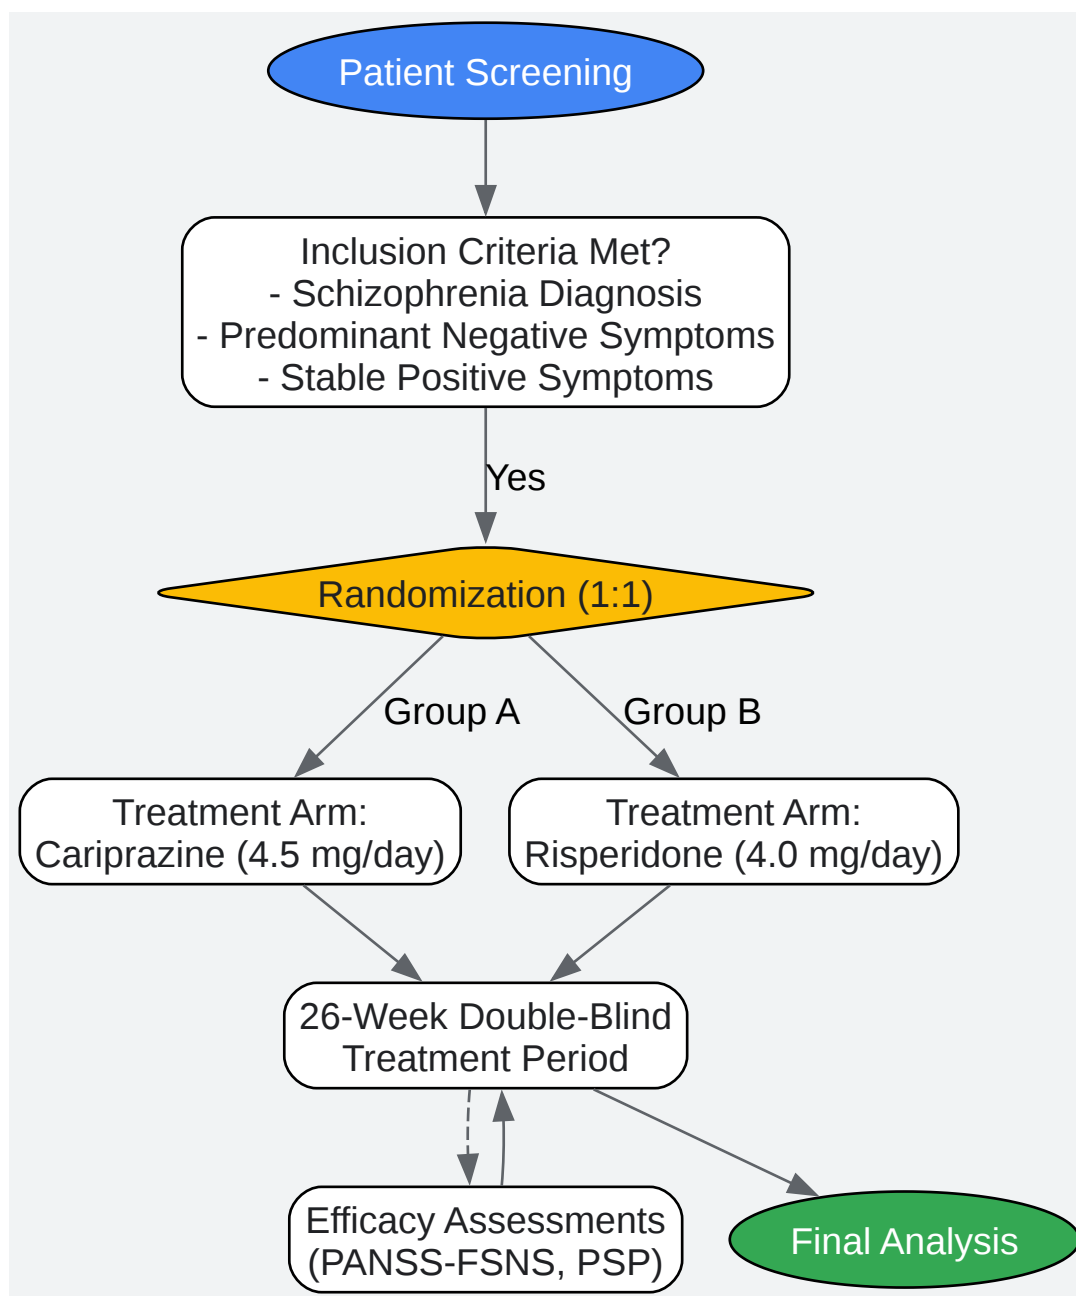 Patient Screening
Inclusion Criteria Met?
- Schizophrenia Diagnosis
- Predominant Negative Symptoms
- Stable Positive Symptoms
Yes
Randomization (1:1)
Group A
Group B
Treatment Arm:
Cariprazine (4.5 mg/day)
Treatment Arm:
Risperidone (4.0 mg/day)
26-Week Double-Blind
Treatment Period
Efficacy Assessments
(PANSS-FSNS, PSP)
Final Analysis